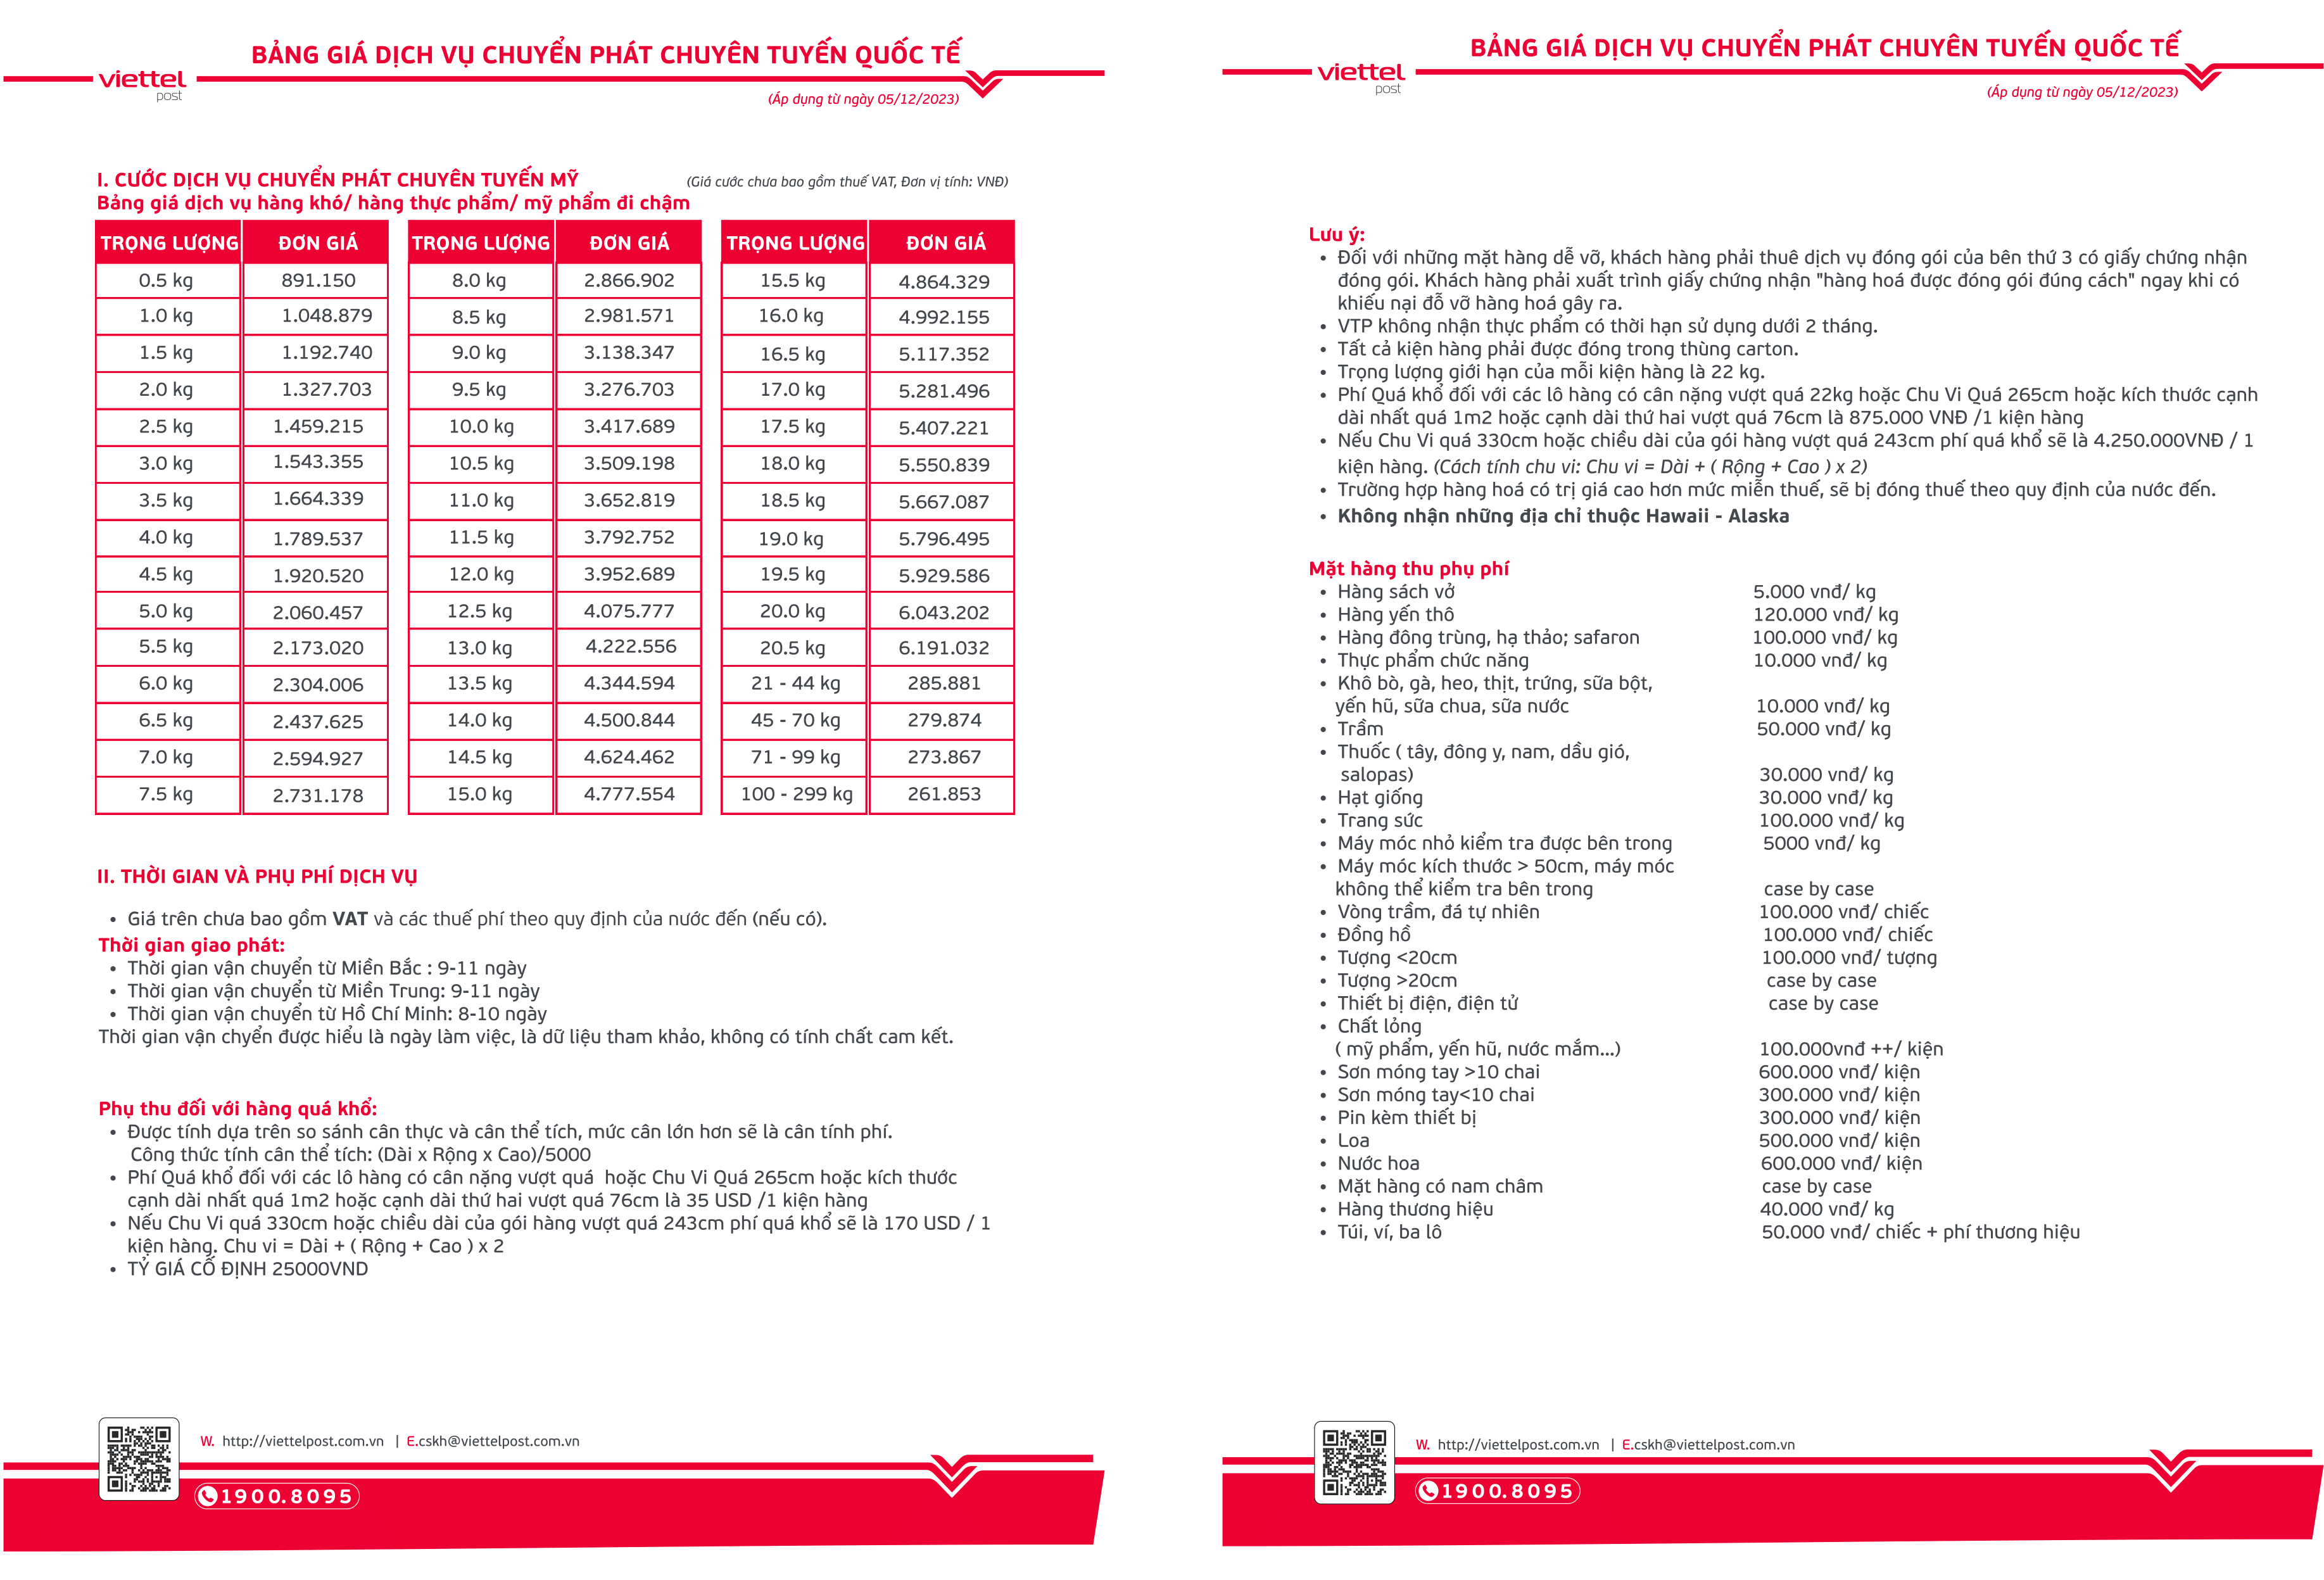 BẢNG GIÁ DỊCH VỤ CHUYỂN PHÁT CHUYÊN TUYẾN QUỐC TẾ
viettel
post
(Áp dụng từ ngày 05/12/2023)
I. CƯỚC DỊCH VỤ CHUYỂN PHÁT CHUYÊN TUYẾN MỸ (Giá cước chưa bao gồm thuế VAT, Đơn vị tính: VNĐ)
Bảng giá dịch vụ hàng khó/ hàng thực phẩm/ mỹ phẩm đi chậm
TRỌNG LƯỢNG ĐƠN GIÁ TRỌNG LƯỢNG ĐƠN GIÁ TRỌNG LƯỢNG ĐƠN GIÁ
0.5 kg 891.150 8.0 kg 2.866.902 15.5 kg 4.864.329
1.0 kg 1.048.879 8.5 kg 2.981.571 16.0 kg 4.992.155
1.5 kg 1.192.740 9.0 kg 3.138.347 16.5 kg 5.117.352
2.0 kg 1.327.703 9.5 kg 3.276.703 17.0 kg 5.281.496
2.5 kg 1.459.215 10.0 kg 3.417.689 17.5 kg 5.407.221
3.0 kg 1.543.355 10.5 kg 3.509.198 18.0 kg 5.550.839
3.5 kg 1.664.339 11.0 kg 3.652.819 18.5 kg 5.667.087
4.0 kg 1.789.537 11.5 kg 3.792.752 19.0 kg 5.796.495
4.5 kg 1.920.520 12.0 kg 3.952.689 19.5 kg 5.929.586
5.0 kg 2.060.457 12.5 kg 4.075.777 20.0 kg 6.043.202
5.5 kg 2.173.020 13.0 kg 4.222.556 20.5 kg 6.191.032
6.0 kg 2.304.006 13.5 kg 4.344.594 21 - 44 kg 285.881
6.5 kg 2.437.625 14.0 kg 4.500.844 45 - 70 kg 279.874
7.0 kg 2.594.927 14.5 kg 4.624.462 71 - 99 kg 273.867
7.5 kg 2.731.178 15.0 kg 4.777.554 100 - 299 kg 261.853
II. THỜI GIAN VÀ PHỤ PHÍ DỊCH VỤ
• Giá trên chưa bao gồm VAT và các thuế phí theo quy định của nước đến (nếu có).
Thời gian giao phát:
• Thời gian vận chuyển từ Miền Bắc : 9-11 ngày
• Thời gian vận chuyển từ Miền Trung: 9-11 ngày
• Thời gian vận chuyển từ Hồ Chí Minh: 8-10 ngày
Thời gian vận chyển được hiểu là ngày làm việc, là dữ liệu tham khảo, không có tính chất cam kết.
Phụ thu đối với hàng quá khổ:
• Được tính dựa trên so sánh cân thực và cân thể tích, mức cân lớn hơn sẽ là cân tính phí.
Công thức tính cân thể tích: (Dài x Rộng x Cao)/5000
• Phí Quá khổ đối với các lô hàng có cân nặng vượt quá hoặc Chu Vi Quá 265cm hoặc kích thước
cạnh dài nhất quá 1m2 hoặc cạnh dài thứ hai vượt quá 76cm là 35 USD /1 kiện hàng
• Nếu Chu Vi quá 330cm hoặc chiều dài của gói hàng vượt quá 243cm phí quá khổ sẽ là 170 USD / 1
kiện hàng. Chu vi = Dài + ( Rộng + Cao ) x 2
• TỶ GIÁ CỐ ĐỊNH 25000VND
W. http://viettelpost.com.vn | E.cskh@viettelpost.com.vn
1900.8095
BẢNG GIÁ DỊCH VỤ CHUYỂN PHÁT CHUYÊN TUYẾN QUỐC TẾ
viettel
post
(Áp dụng từ ngày 05/12/2023)
Lưu ý:
• Đối với những mặt hàng dễ vỡ, khách hàng phải thuê dịch vụ đóng gói của bên thứ 3 có giấy chứng nhận
đóng gói. Khách hàng phải xuất trình giấy chứng nhận "hàng hoá được đóng gói đúng cách" ngay khi có
khiếu nại đỗ vỡ hàng hoá gây ra.
• VTP không nhận thực phẩm có thời hạn sử dụng dưới 2 tháng.
• Tất cả kiện hàng phải được đóng trong thùng carton.
• Trọng lượng giới hạn của mỗi kiện hàng là 22 kg.
• Phí Quá khổ đối với các lô hàng có cân nặng vượt quá 22kg hoặc Chu Vi Quá 265cm hoặc kích thước cạnh
dài nhất quá 1m2 hoặc cạnh dài thứ hai vượt quá 76cm là 875.000 VNĐ /1 kiện hàng
• Nếu Chu Vi quá 330cm hoặc chiều dài của gói hàng vượt quá 243cm phí quá khổ sẽ là 4.250.000VNĐ / 1
kiện hàng. (Cách tính chu vi: Chu vi = Dài + ( Rộng + Cao ) x 2)
• Trường hợp hàng hoá có trị giá cao hơn mức miễn thuế, sẽ bị đóng thuế theo quy định của nước đến.
• Không nhận những địa chỉ thuộc Hawaii - Alaska
Mặt hàng thu phụ phí
• Hàng sách vở 5.000 vnđ/ kg
• Hàng yến thô 120.000 vnđ/ kg
• Hàng đông trùng, hạ thảo; safaron 100.000 vnđ/ kg
• Thực phẩm chức năng 10.000 vnđ/ kg
• Khô bò, gà, heo, thịt, trứng, sữa bột,
yến hũ, sữa chua, sữa nước 10.000 vnđ/ kg
• Trầm 50.000 vnđ/ kg
• Thuốc ( tây, đông y, nam, dầu gió,
salopas) 30.000 vnđ/ kg
• Hạt giống 30.000 vnđ/ kg
• Trang sức 100.000 vnđ/ kg
• Máy móc nhỏ kiểm tra được bên trong 5000 vnđ/ kg
• Máy móc kích thước > 50cm, máy móc
không thể kiểm tra bên trong case by case
• Vòng trầm, đá tự nhiên 100.000 vnđ/ chiếc
• Đồng hồ 100.000 vnđ/ chiếc
• Tượng <20cm 100.000 vnđ/ tượng
• Tượng >20cm case by case
• Thiết bị điện, điện tử case by case
• Chất lỏng
( mỹ phẩm, yến hũ, nước mắm...) 100.000vnđ ++/ kiện
• Sơn móng tay >10 chai 600.000 vnđ/ kiện
• Sơn móng tay<10 chai 300.000 vnđ/ kiện
• Pin kèm thiết bị 300.000 vnđ/ kiện
• Loa 500.000 vnđ/ kiện
• Nước hoa 600.000 vnđ/ kiện
• Mặt hàng có nam châm case by case
• Hàng thương hiệu 40.000 vnđ/ kg
• Túi, ví, ba lô 50.000 vnđ/ chiếc + phí thương hiệu
W. http://viettelpost.com.vn | E.cskh@viettelpost.com.vn
1900.8095